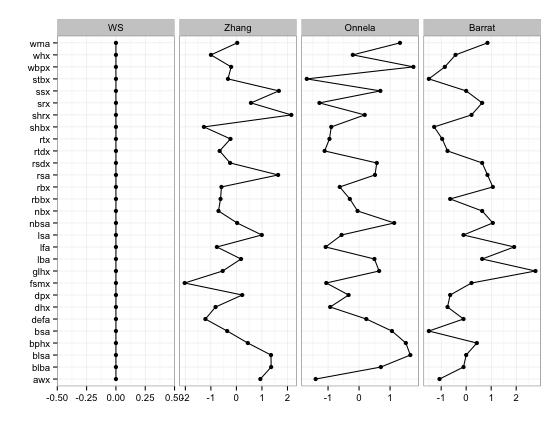 WS Zhang Onnela Barrat
wma
whx
wbpx
stbx
ssx
srx
shrx
shbx
rtx
rtdx
rsdx
rsa
rbx
rbbx
nbx
nbsa
lsa
lfa
lba
glhx
fsmx
dpx
dhx
defa
bsa
bphx
blsa
blba
awx
-0.50 0.25 0.00 0.25 0.50 -2 -1 0 1 2 -1 0 1 -1 0 1 2